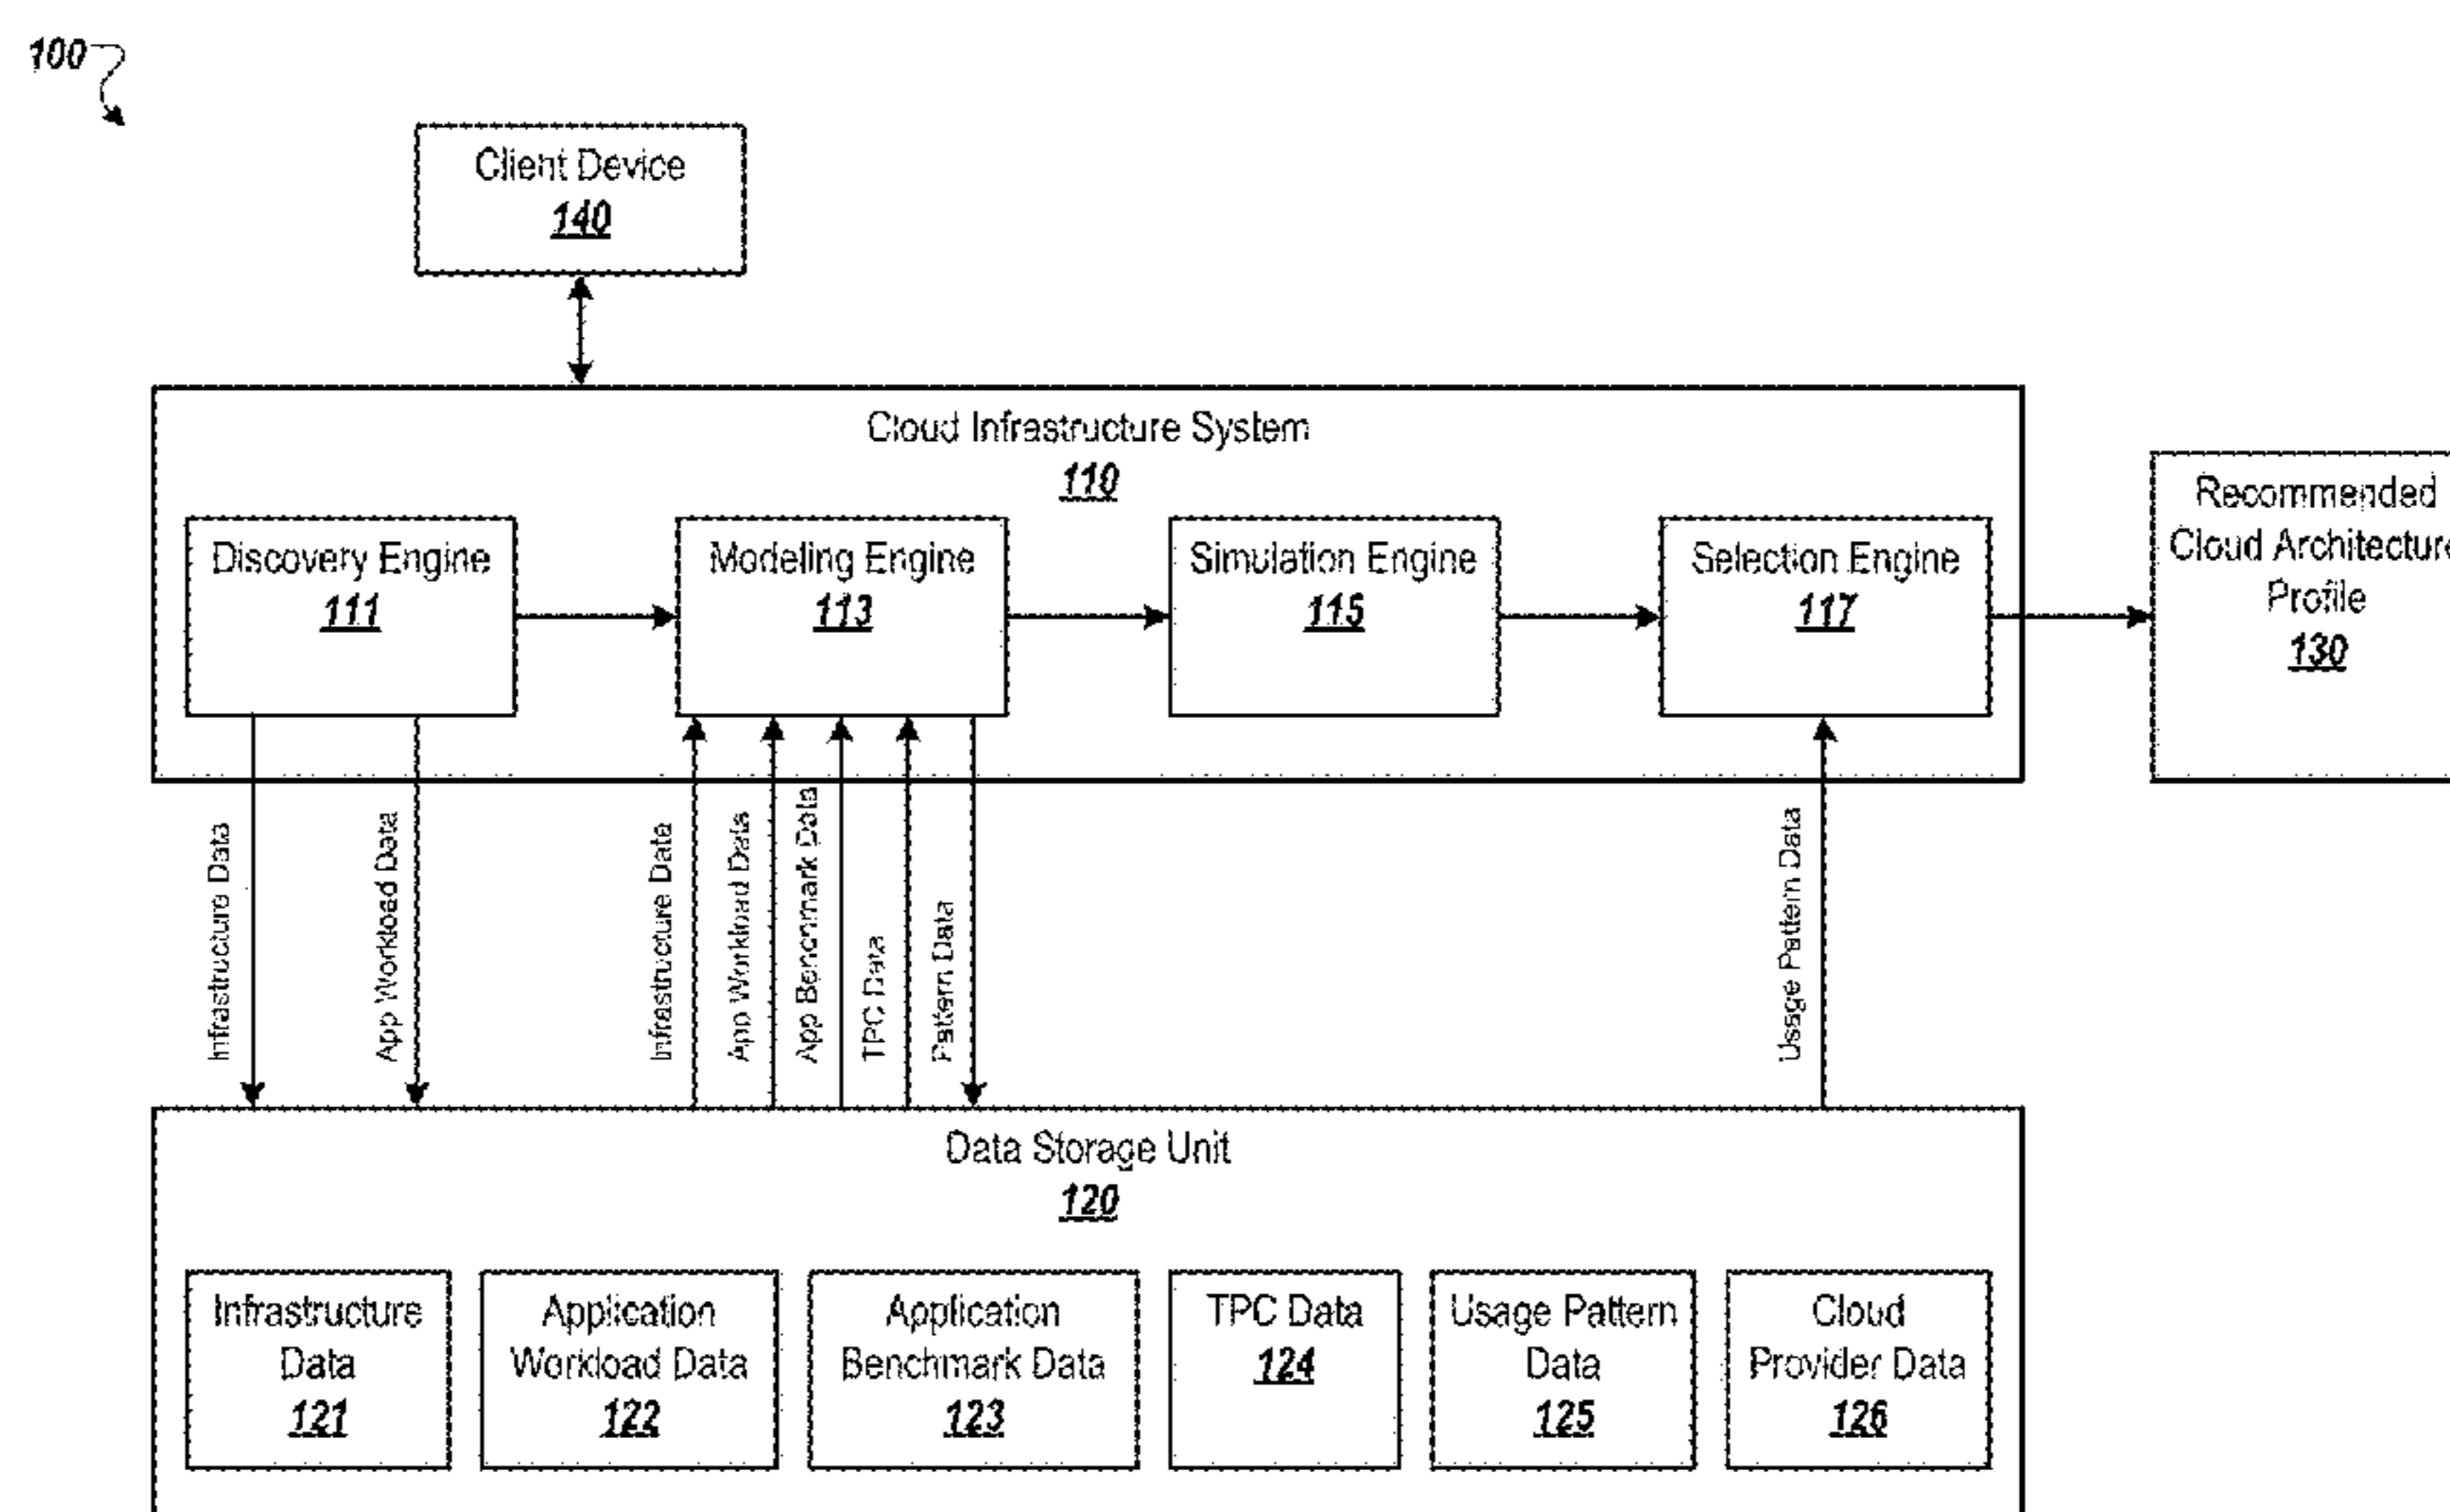 100
Client Device
140
Cloud Infrastructure System
110
Discovery Engine
111
Modeling Engine
113
Simulation Engine
115
Selection Engine
117
Recommended
Cloud Architecture
Profile
130
Infrastructure Data
App Workload Data
Infrastructure Data
App Workload Data
App Benchmark Data
TPC Data
Pattern Data
Usage Pattern Data
Data Storage Unit
120
Infrastructure
Data
121
Application
Workload Data
122
Application
Benchmark Data
123
TPC Data
124
Usage Pattern
Data
125
Cloud
Provider Data
126